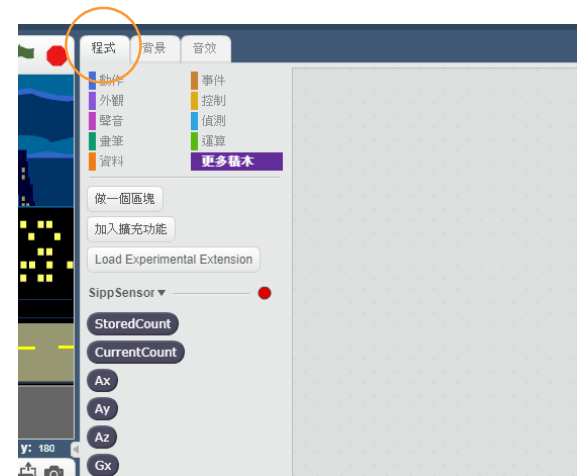 程式 背景 音效
動作 事件
外觀 控制
聲音 偵測
畫筆 運算
資料 更多積木
做一個區塊
加入擴充功能
Load Experimental Extension
SippSensor
StoredCount
CurrentCount
Ax
Ay
Az
y: 180
Gx